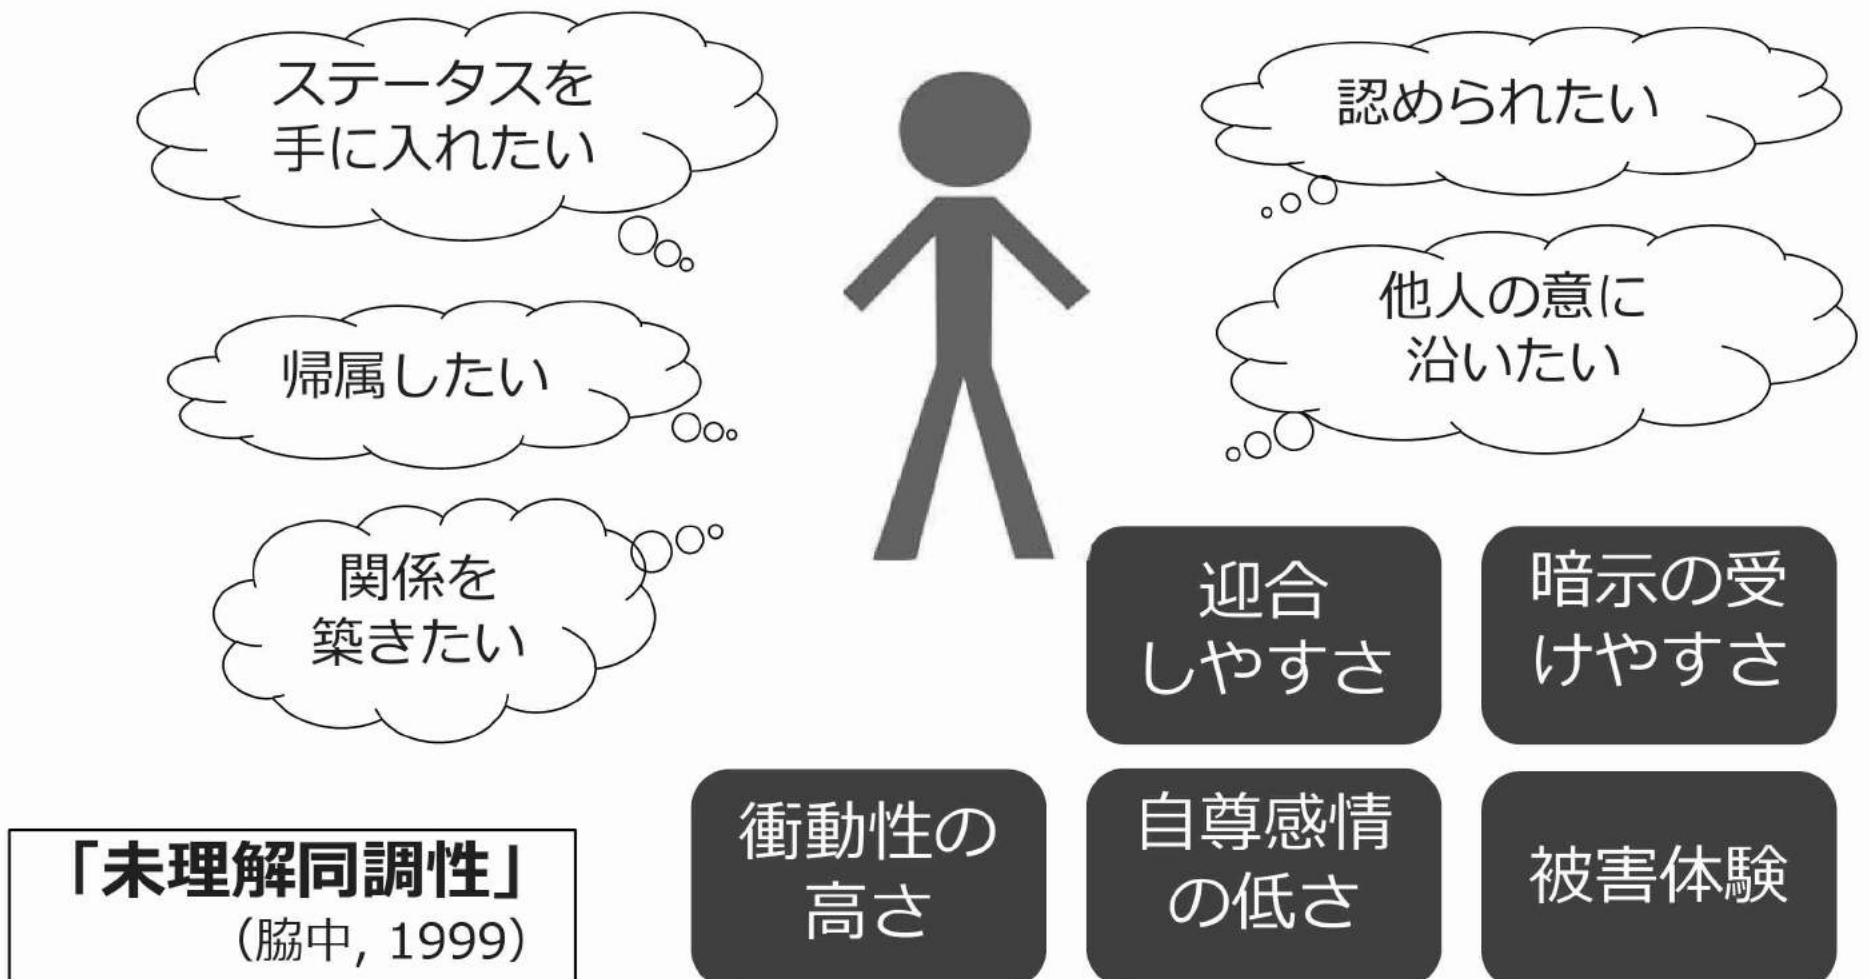 ステータスを
手に入れたい
認められたい
他人の意に
沿いたい
帰属したい
関係を
築きたい
迎合
しやすさ
暗示の受
けやすさ
衝動性の
高さ
自尊感情
の低さ
被害体験
「未理解同調性」
（脇中, 1999）